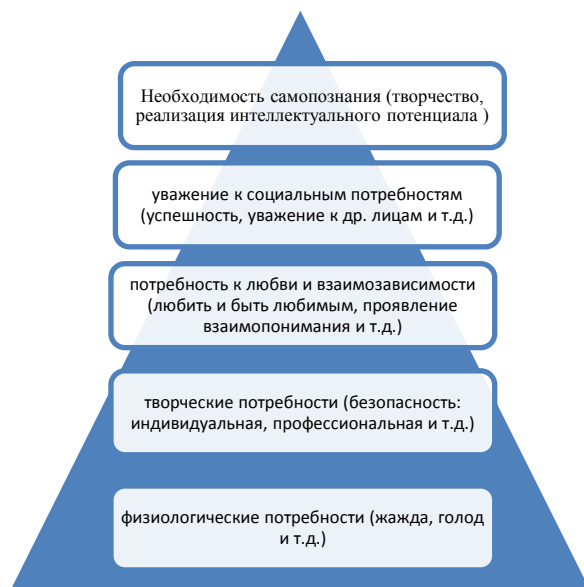 Необходимость самопознания (творчество,
реализация интеллектуального потенциала )
уважение к социальным потребностям
(успешность, уважение к др. лицам и т.д.)
потребность к любви и взаимозависимости
(любить и быть любимым, проявление
взаимопонимания и т.д.)
творческие потребности (безопасность:
индивидуальная, профессиональная и т.д.)
физиологические потребности (жажда, голод
и т.д.)